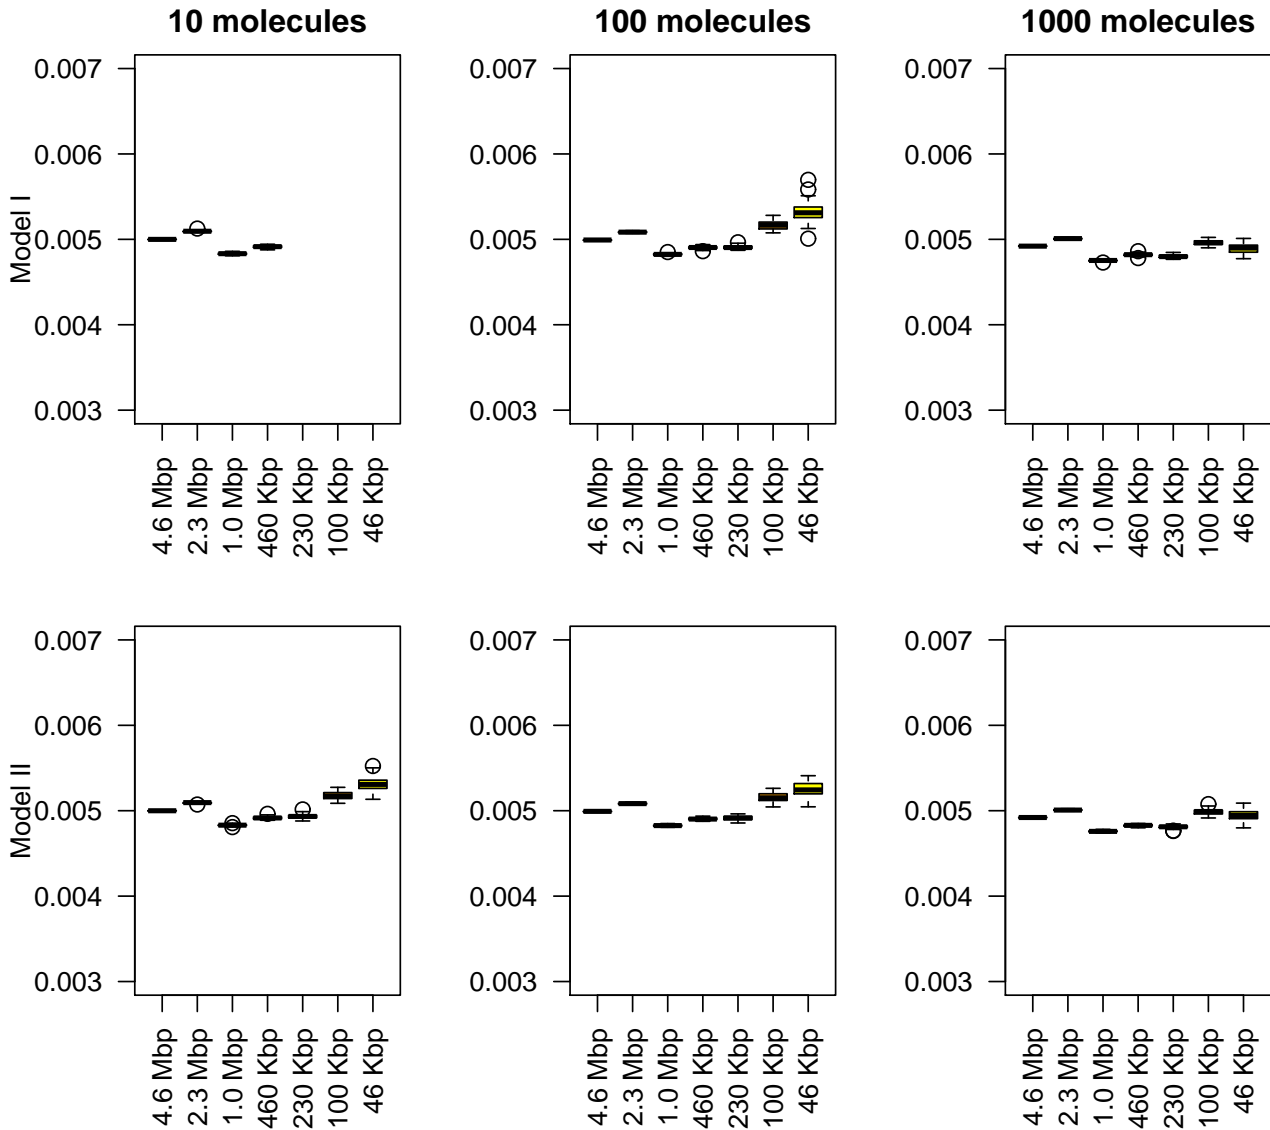 10 molecules
100 molecules
1000 molecules
Model I
0.007
0.006
0.005
0.004
0.003
4.6 Mbp
2.3 Mbp
1.0 Mbp
460 Kbp
230 Kbp
100 Kbp
46 Kbp
0.007
0.006
0.005
0.004
0.003
4.6 Mbp
2.3 Mbp
1.0 Mbp
460 Kbp
230 Kbp
100 Kbp
46 Kbp
0.007
0.006
0.005
0.004
0.003
4.6 Mbp
2.3 Mbp
1.0 Mbp
460 Kbp
230 Kbp
100 Kbp
46 Kbp
Model II
0.007
0.006
0.005
0.004
0.003
4.6 Mbp
2.3 Mbp
1.0 Mbp
460 Kbp
230 Kbp
100 Kbp
46 Kbp
0.007
0.006
0.005
0.004
0.003
4.6 Mbp
2.3 Mbp
1.0 Mbp
460 Kbp
230 Kbp
100 Kbp
46 Kbp
0.007
0.006
0.005
0.004
0.003
4.6 Mbp
2.3 Mbp
1.0 Mbp
460 Kbp
230 Kbp
100 Kbp
46 Kbp